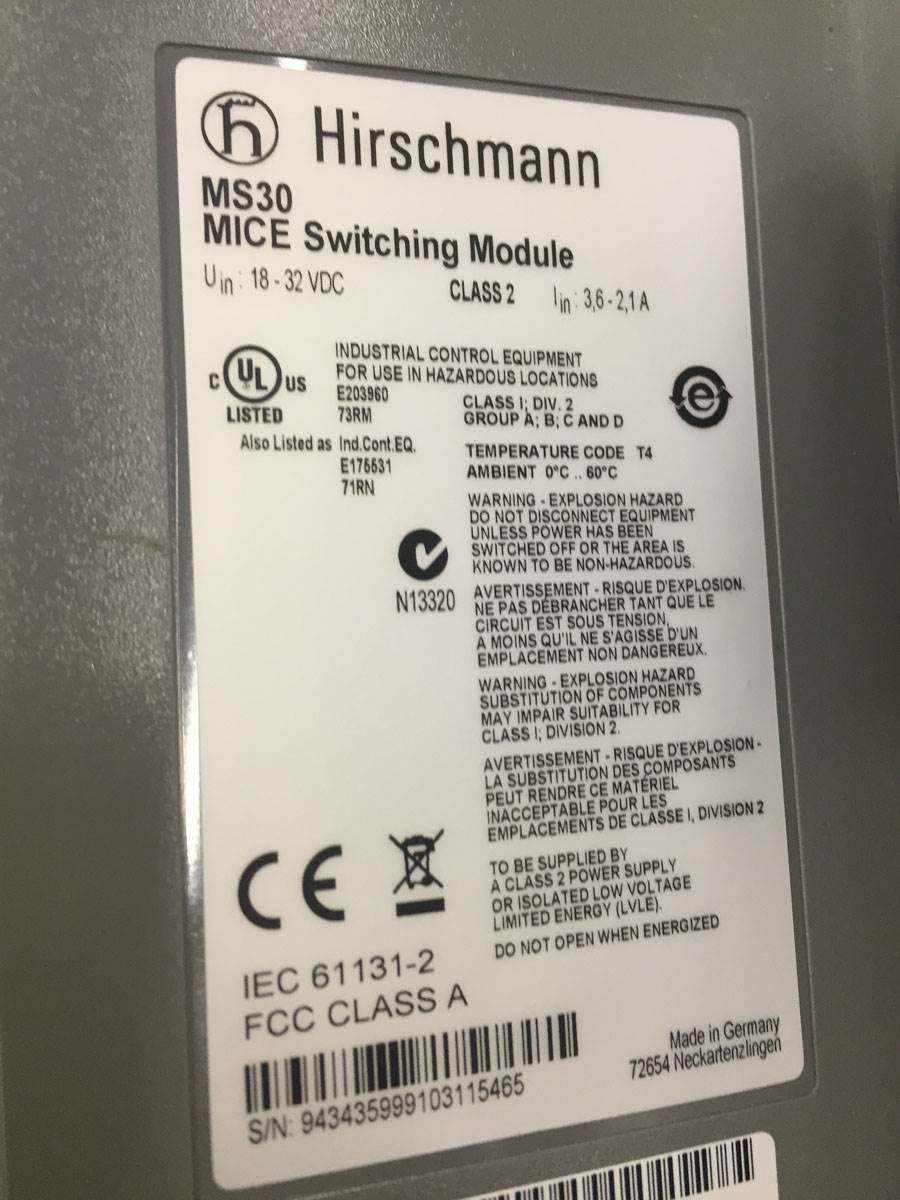 Hirschmann
MS30
MICE Switching Module
Uin: 18 - 32 VDC CLASS 2 Iin: 3,6 - 2,1 A
INDUSTRIAL CONTROL EQUIPMENT
FOR USE IN HAZARDOUS LOCATIONS
C UL US
LISTED
E203960
73RM
CLASS I; DIV. 2
GROUP A; B; C AND D
Also Listed as Ind.Cont.EQ.
E175531
71RN
TEMPERATURE CODE T4
AMBIENT 0°C .. 60°C
WARNING - EXPLOSION HAZARD
DO NOT DISCONNECT EQUIPMENT
UNLESS POWER HAS BEEN
SWITCHED OFF OR THE AREA IS
KNOWN TO BE NON-HAZARDOUS.
N13320
AVERTISSEMENT - RISQUE D'EXPLOSION.
NE PAS DÉBRANCHER TANT QUE LE
CIRCUIT EST SOUS TENSION,
A MOINS QU'IL NE S'AGISSE D'UN
EMPLACEMENT NON DANGEREUX.
WARNING - EXPLOSION HAZARD
SUBSTITUTION OF COMPONENTS
MAY IMPAIR SUITABILITY FOR
CLASS I; DIVISION 2.
AVERTISSEMENT - RISQUE D'EXPLOSION -
LA SUBSTITUTION DES COMPOSANTS
PEUT RENDRE CE MATÉRIEL
INACCEPTABLE POUR LES
EMPLACEMENTS DE CLASSE I, DIVISION 2
TO BE SUPPLIED BY
A CLASS 2 POWER SUPPLY
OR ISOLATED LOW VOLTAGE
LIMITED ENERGY (LVLE).
DO NOT OPEN WHEN ENERGIZED
CE
IEC 61131-2
FCC CLASS A
S/N: 943435999103115465
Made in Germany
72654 Neckartenzlingen